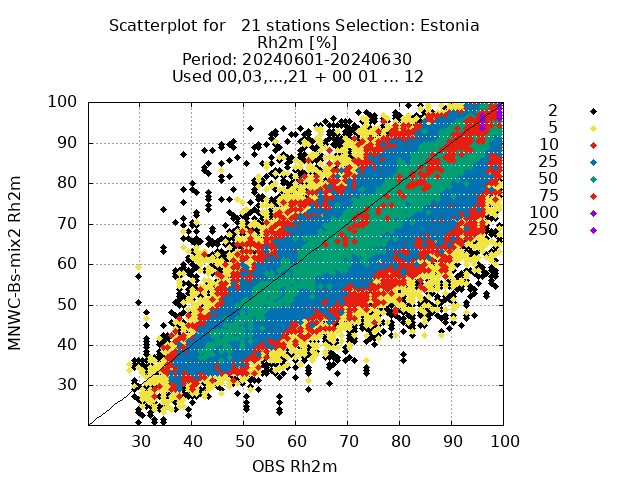 Scatterplot for   21 stations Selection: Estonia
Rh2m [%]
Period: 20240601-20240630
Used 00,03,...,21 + 00 01 ... 12
100
90
80
70
60
50
40
30
30 40 50 60 70 80 90 100
MNWC-Bs-mix2 Rh2m
OBS Rh2m
2
5
10
25
50
75
100
250